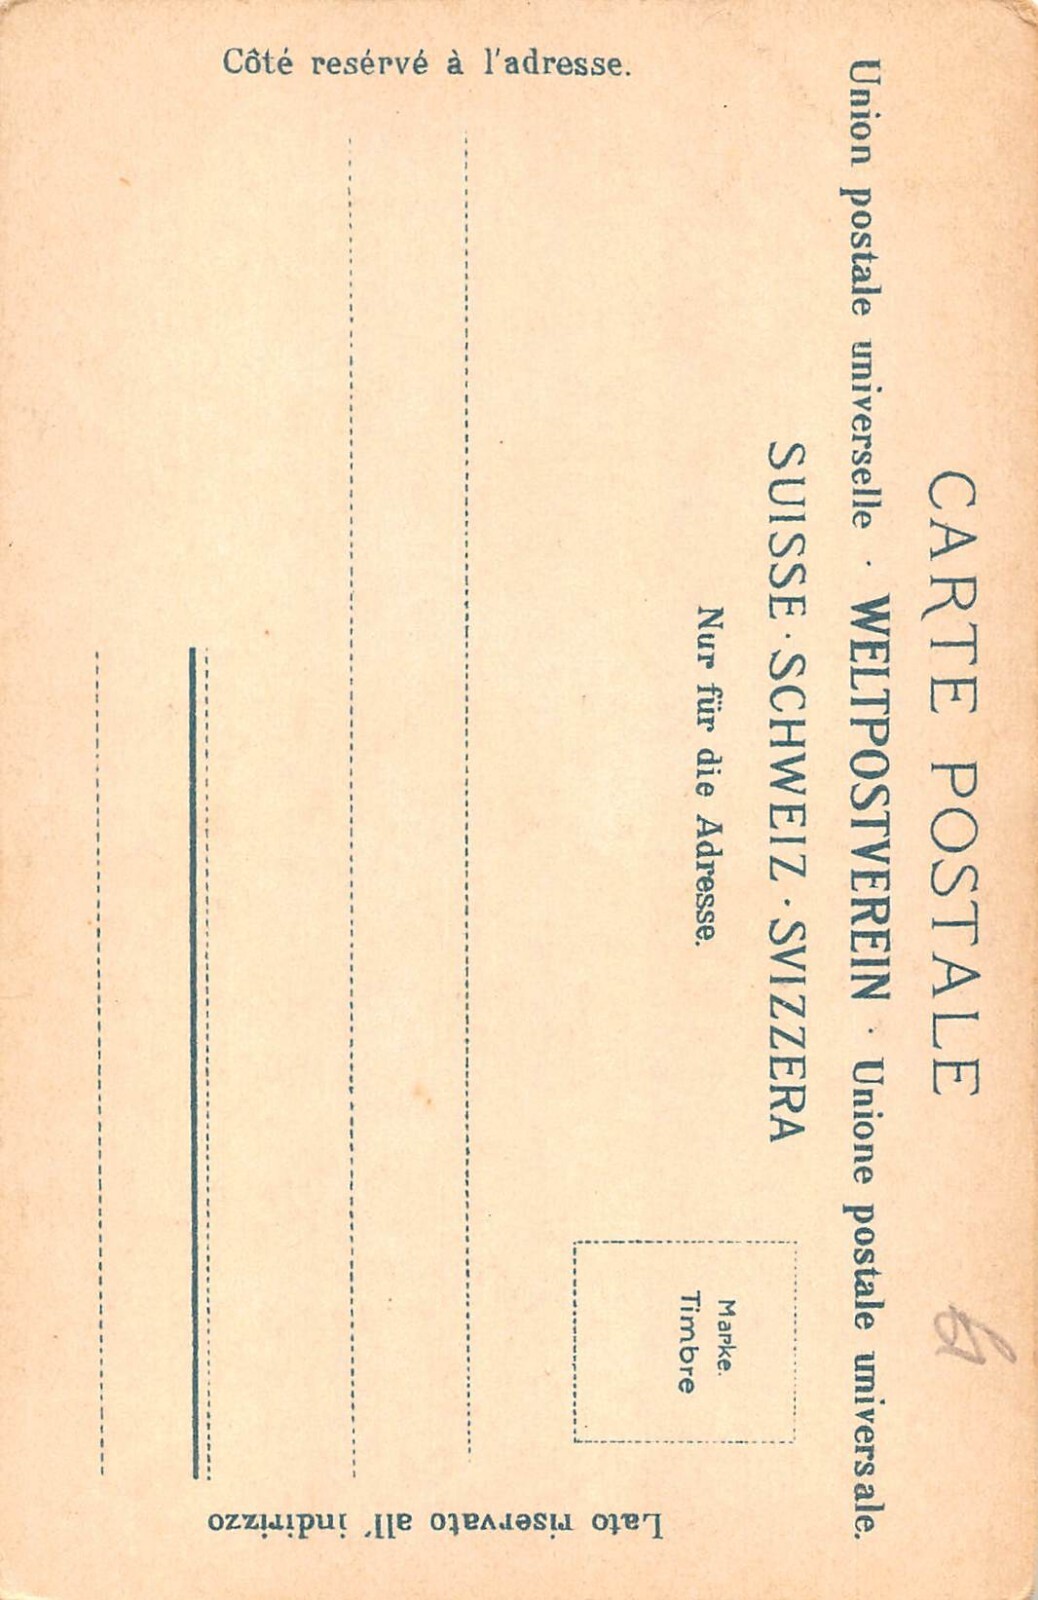 CARTE POSTALE
Union postale universelle · WELTPOSTVEREIN · Unione postale universale.
SUISSE · SCHWEIZ · SVIZZERA
Nur für die Adresse.
Marke.
Timbre
Côté resérvé à l'adresse.
Lato riservato all' indirizzo